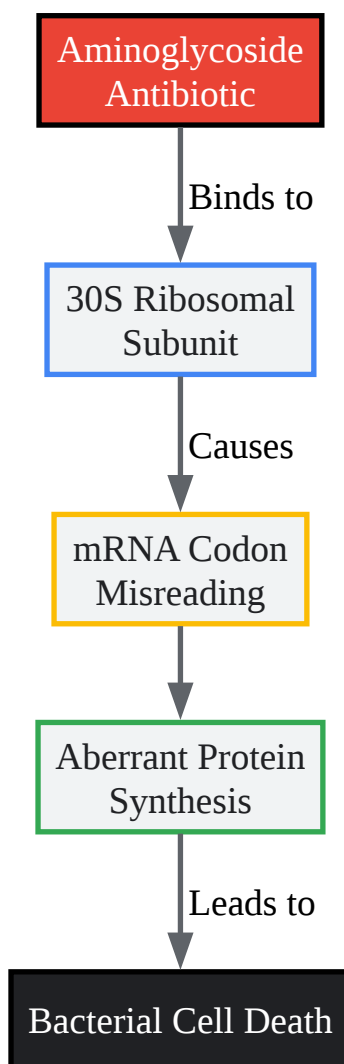 Aminoglycoside
Antibiotic
Binds to
30S Ribosomal
Subunit
Causes
mRNA Codon
Misreading
Aberrant Protein
Synthesis
Leads to
Bacterial Cell Death